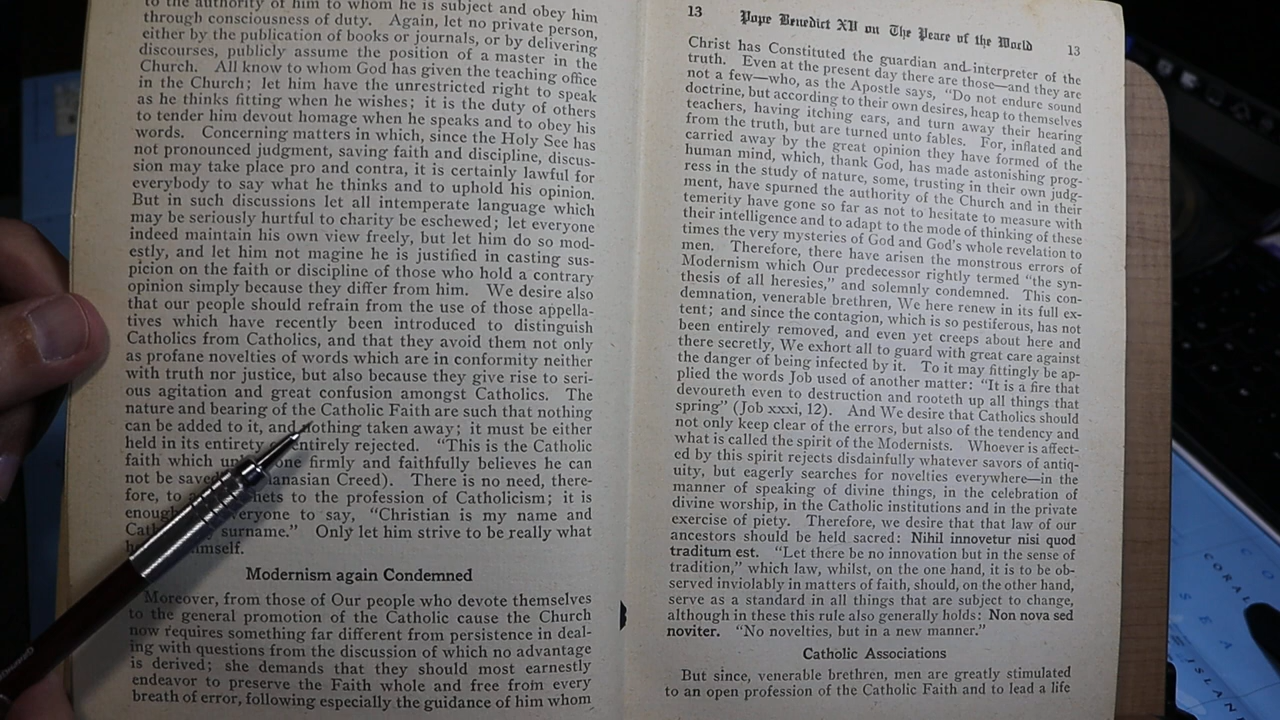 to the authority of him to whom he is subject and obey him
through consciousness of duty. Again, let no private person,
either by the publication of books or journals, or by delivering
discourses, publicly assume the position of a master in the
Church. All know to whom God has given the teaching office
in the Church; let him have the unrestricted right to speak
as he thinks fitting when he wishes; it is the duty of others
to tender him devout homage when he speaks and to obey his
words. Concerning matters in which, since the Holy See has
not pronounced judgment, saving faith and discipline, discus-
sion may take place pro and contra, it is certainly lawful for
everybody to say what he thinks and to uphold his opinion.
But in such discussions let all intemperate language which
may be seriously hurtful to charity be eschewed; let everyone
indeed maintain his own view freely, but let him do so mod-
estly, and let him not magine he is justified in casting sus-
picion on the faith or discipline of those who hold a contrary
opinion simply because they differ from him. We desire also
that our people should refrain from the use of those appella-
tives which have recently been introduced to distinguish
Catholics from Catholics, and that they avoid them not only
as profane novelties of words which are in conformity neither
with truth nor justice, but also because they give rise to seri-
ous agitation and great confusion amongst Catholics. The
nature and bearing of the Catholic Faith are such that nothing
can be added to it, and nothing taken away; it must be either
held in its entirety entirely rejected. "This is the Catholic
faith which one firmly and faithfully believes he can
not be saved Creed). There is no need, there-
fore, to to the profession of Catholicism; it is
enough everyone to say, "Christian is my name and
surname." Only let him strive to be really what
himself.
Modernism again Condemned
Moreover, from those of Our people who devote themselves
to the general promotion of the Catholic cause the Church
now requires something far different from persistence in deal-
ing with questions from the discussion of which no advantage
is derived; she demands that they should most earnestly
endeavor to preserve the Faith whole and free from every
breath of error, following especially the guidance of him whom
13 Pope Benedict XV on The Peace of the World 13
Christ has Constituted the guardian and interpreter of the
truth. Even at the present day there are those—and they are
not a few—who, as the Apostle says, "Do not endure sound
doctrine, but according to their own desires, heap to themselves
teachers, having itching ears, and turn away their hearing
from the truth, but are turned unto fables. For, inflated and
carried away by the great opinion they have formed of the
human mind, which, thank God, has made astonishing prog-
ress in the study of nature, some, trusting in their own judg-
ment, have spurned the authority of the Church and in their
temerity have gone so far as not to hesitate to measure with
their intelligence and to adapt to the mode of thinking of these
times the very mysteries of God and God's whole revelation to
men. Therefore, there have arisen the monstrous errors of
Modernism which Our predecessor rightly termed "the syn-
thesis of all heresies," and solemnly condemned. This con-
demnation, venerable brethren, We here renew in its full ex-
tent; and since the contagion, which is so pestiferous, has not
been entirely removed, and even yet creeps about here and
there secretly, We exhort all to guard with great care against
the danger of being infected by it. To it may fittingly be ap-
plied the words Job used of another matter: "It is a fire that
devoureth even to destruction and rooteth up all things that
spring" (Job xxxi, 12). And We desire that Catholics should
not only keep clear of the errors, but also of the tendency and
what is called the spirit of the Modernists. Whoever is affect-
ed by this spirit rejects disdainfully whatever savors of antiq-
uity, but eagerly searches for novelties everywhere—in the
manner of speaking of divine things, in the celebration of
divine worship, in the Catholic institutions and in the private
exercise of piety. Therefore, we desire that that law of our
ancestors should be held sacred: Nihil innovetur nisi quod
traditum est. "Let there be no innovation but in the sense of
tradition," which law, whilst, on the one hand, it is to be ob-
served inviolably in matters of faith, should, on the other hand,
serve as a standard in all things that are subject to change,
although in these this rule also generally holds: Non nova sed
noviter. "No novelties, but in a new manner."
Catholic Associations
But since, venerable brethren, men are greatly stimulated
to an open profession of the Catholic Faith and to lead a life
CORAL
SEA
ISLAN